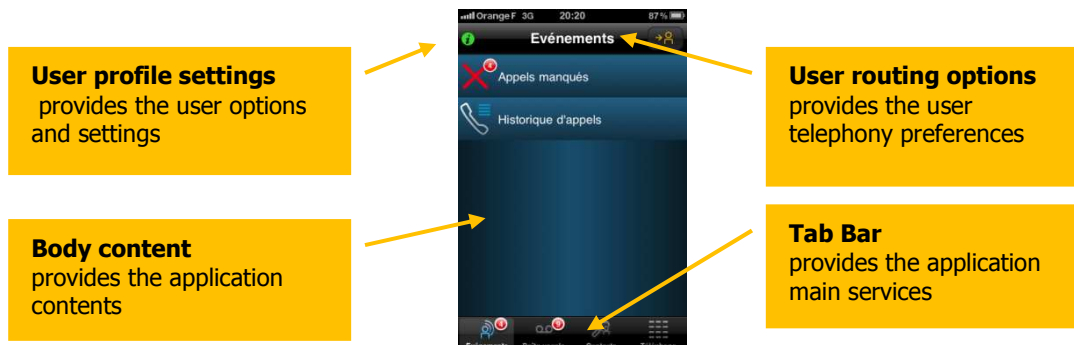 Orange F 3G 20:20 87 %
Evénements
User profile settings
provides the user options
and settings
Appels manqués
Historique d'appels
User routing options
provides the user
telephony preferences
Body content
provides the application
contents
Tab Bar
provides the application
main services